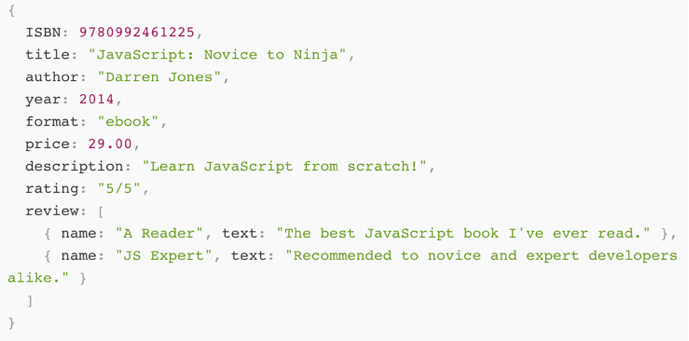 {
  ISBN: 9780992461225,
  title: "JavaScript: Novice to Ninja",
  author: "Darren Jones",
  year: 2014,
  format: "ebook",
  price: 29.00,
  description: "Learn JavaScript from scratch!",
  rating: "5/5",
  review: [
    { name: "A Reader", text: "The best JavaScript book I've ever read." },
    { name: "JS Expert", text: "Recommended to novice and expert developers
alike." }
  ]
}